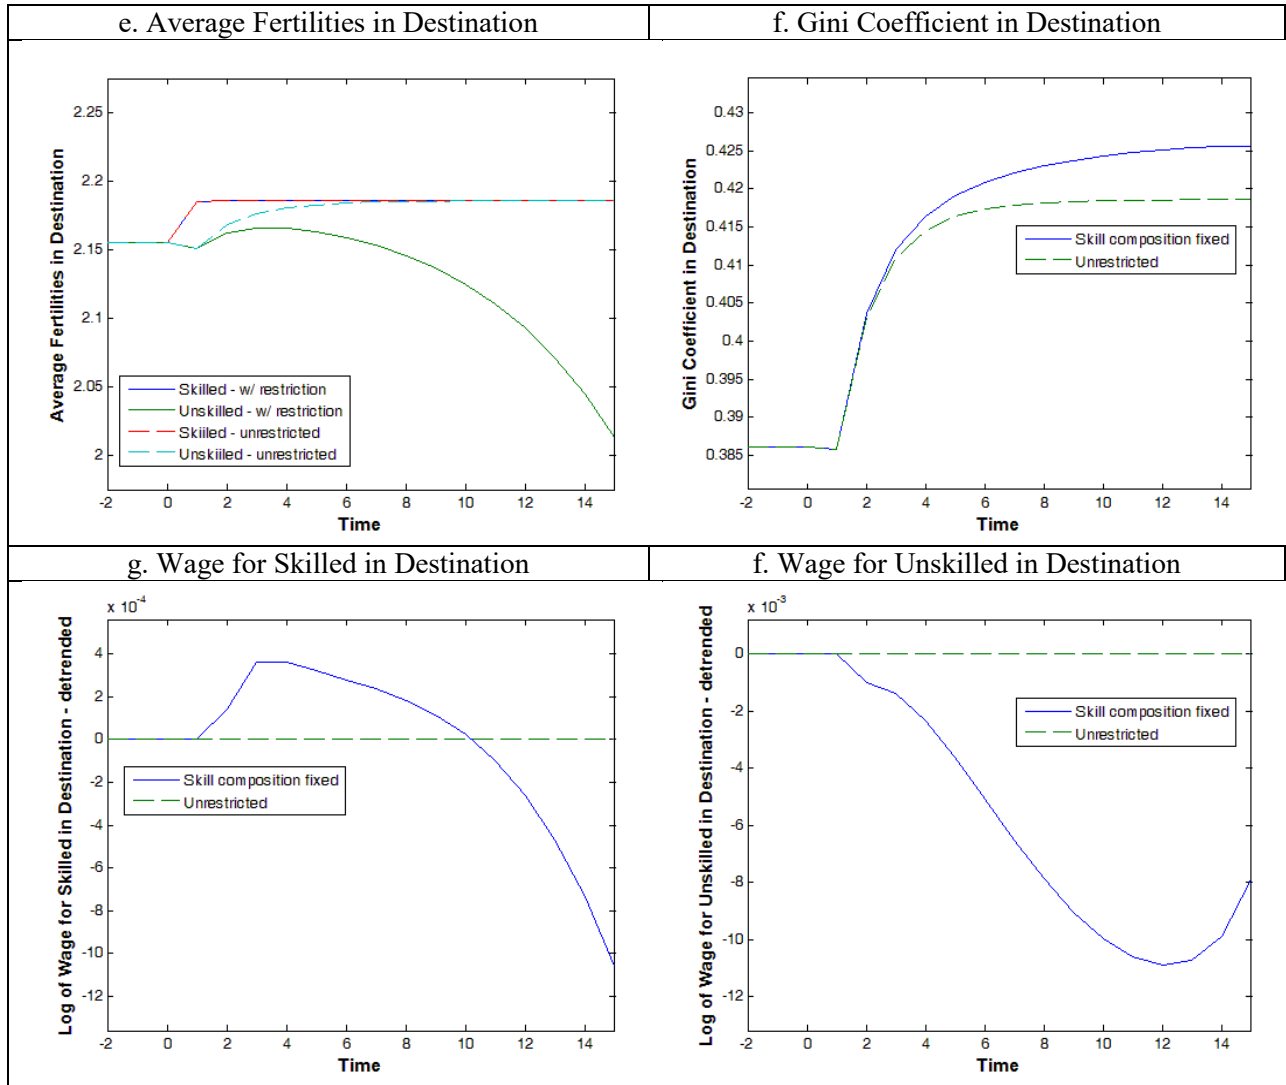 e. Average Fertilities in Destination
f. Gini Coefficient in Destination
Average Fertilities in Destination
2.25
2.2
2.15
2.1
2.05
2
Skilled - w/ restriction
Unskilled - w/ restriction
Skiilled - unrestricted
Unskiilled - unrestricted
-2 0 2 4 6 8 10 12 14
Time
Gini Coefficient in Destination
0.43
0.425
0.42
0.415
0.41
0.405
0.4
0.395
0.39
0.385
Skill composition fixed
Unrestricted
-2 0 2 4 6 8 10 12 14
Time
g. Wage for Skilled in Destination
f. Wage for Unskilled in Destination
x 10^-4
Log of Wage for Skilled in Destination - detrended
4
2
0
-2
-4
-6
-8
-10
-12
Skill composition fixed
Unrestricted
-2 0 2 4 6 8 10 12 14
Time
x 10^-3
Log of Wage for Unskilled in Destination - detrended
0
-2
-4
-6
-8
-10
-12
Skill composition fixed
Unrestricted
-2 0 2 4 6 8 10 12 14
Time